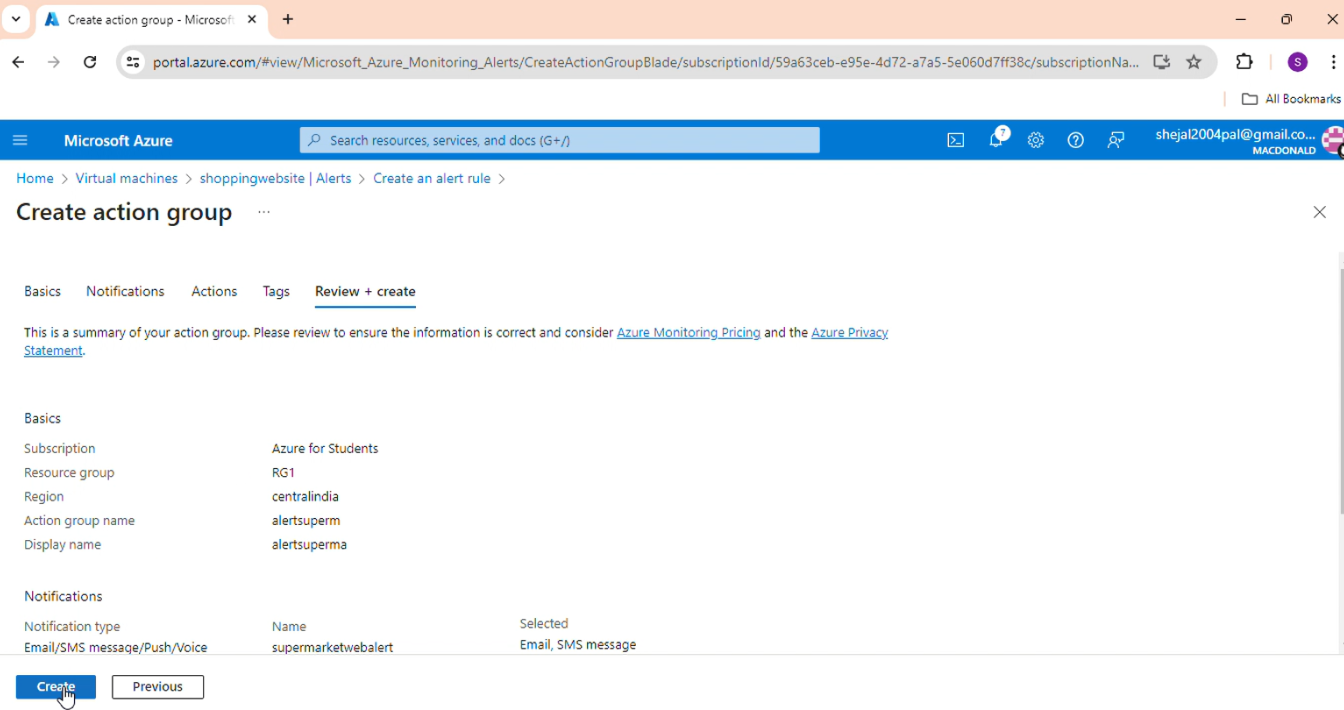 Create action group - Microsoft
portal.azure.com/#view/Microsoft_Azure_Monitoring_Alerts/CreateActionGroupBlade/subscriptionId/59a63ceb-e95e-4d72-a7a5-5e060d7ff38c/subscriptionNa...
S
All Bookmarks
Microsoft Azure
Search resources, services, and docs (G+/)
7
shejal2004pal@gmail.co...
MACDONALD
Home > Virtual machines > shoppingwebsite | Alerts > Create an alert rule >
Create action group ...
Basics Notifications Actions Tags Review + create
This is a summary of your action group. Please review to ensure the information is correct and consider Azure Monitoring Pricing and the Azure Privacy
Statement.
Basics
Subscription Azure for Students
Resource group RG1
Region centralindia
Action group name alertsuperm
Display name alertsuperma
Notifications
Notification type Name Selected
Email/SMS message/Push/Voice supermarketwebalert Email, SMS message
Create Previous